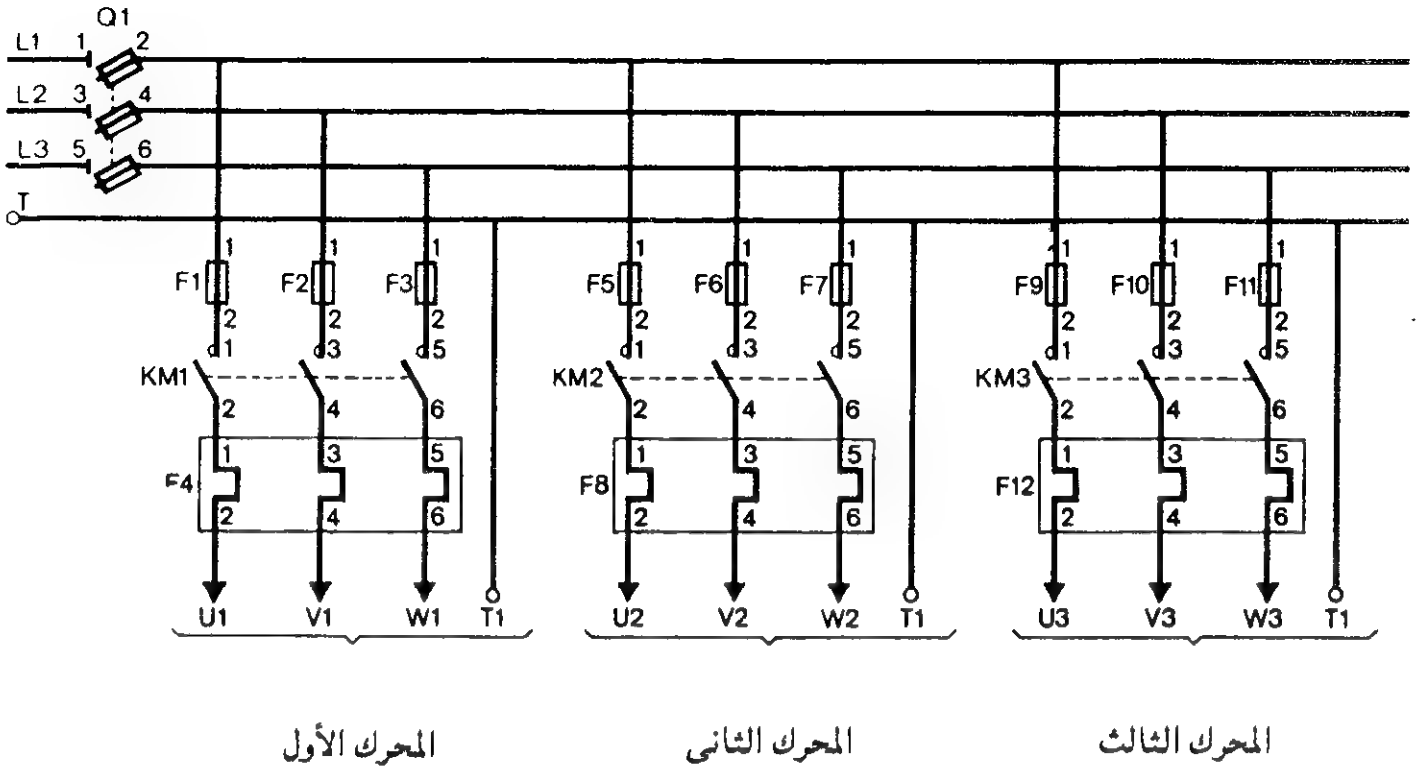 Q1
L1 1 2
L2 3 4
L3 5 6
T
1 1 1 1 1 1 1 1 1
F1 F2 F3 F5 F6 F7 F9 F10 F11
2 2 2 2 2 2 2 2 2
1 3 5 1 3 5 1 3 5
KM1 KM2 KM3
2 4 6 2 4 6 2 4 6
1 3 5 1 3 5 1 3 5
F4 F8 F12
2 4 6 2 4 6 2 4 6
U1 V1 W1 T1 U2 V2 W2 T1 U3 V3 W3 T1
المحرك الأول
المحرك الثانى
المحرك الثالث